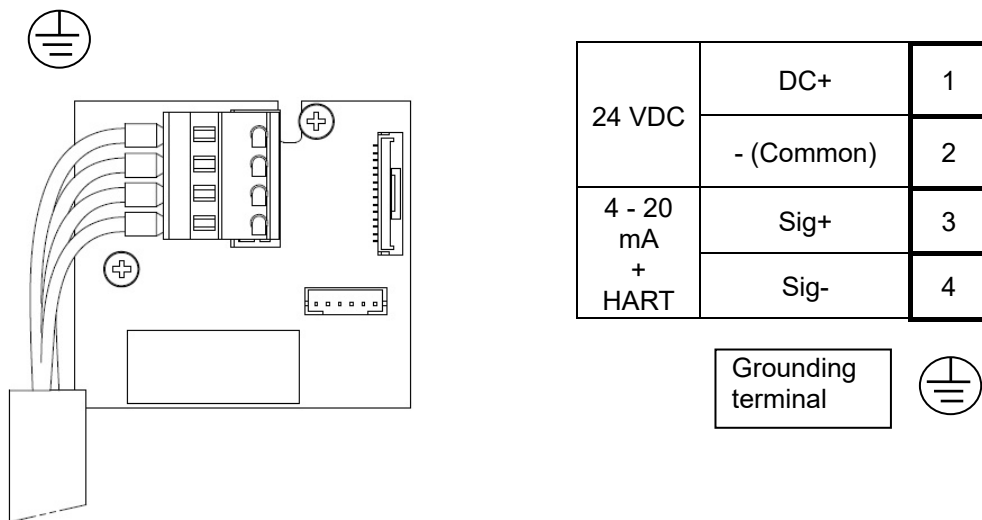 24 VDC
DC+
1
- (Common)
2
4 - 20
mA
+
HART
Sig+
3
Sig-
4
Grounding
terminal